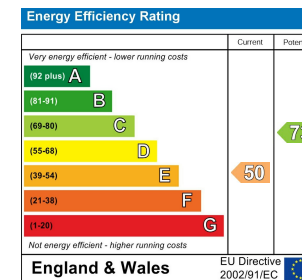 Energy Efficiency Rating
Current
Very energy efficient - lower running costs
(92 plus) A
(81-91) B
(69-80) C
(55-68) D
(39-54) E
50
(21-38) F
(1-20) G
Not energy efficient - higher running costs
England & Wales
EU Directive
2002/91/EC